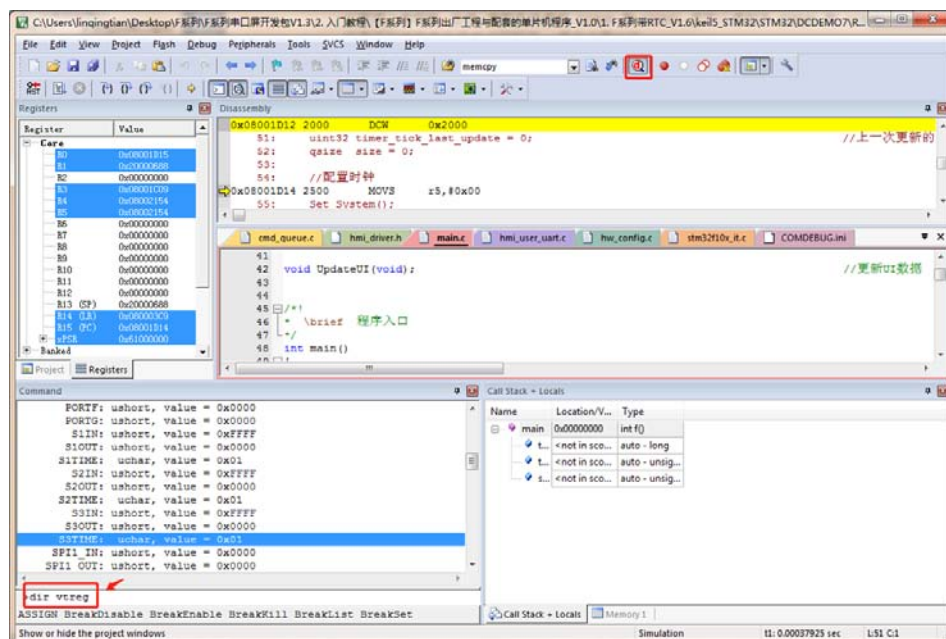 C:\Users\linqingtian\Desktop\F系列\F系列串口屏开发包V1.3\2. 入门教程\【F系列】F系列出厂工程与配套的单片机程序_V1.0\1. F系列带RTC_V1.6\keil5_STM32\STM32\DCDEMO7\R...
File Edit View Project Flash Debug Peripherals Tools SVCS Window Help
memcpy
Registers
Register Value
Core
R0 0x08001D15
R1 0x20000688
R2 0x00000000
R3 0x08001C09
R4 0x08002154
R5 0x08002154
R6 0x00000000
R7 0x00000000
R8 0x00000000
R9 0x00000000
R10 0x00000000
R11 0x00000000
R12 0x00000000
R13 (SP) 0x20000688
R14 (LR) 0x080003C9
R15 (PC) 0x08001D14
xPSR 0x61000000
Banked
Project Registers
Disassembly
0x08001D12 2000 DCW 0x2000
51: uint32 timer_tick_last_update = 0; //上一次更新的
52: qsize size = 0;
53:
54: //配置时钟
0x08001D14 2500 MOVS r5,#0x00
55: Set_System();
cmd_queue.c hmi_driver.h main.c hmi_user_uart.c hw_config.c stm32f10x_it.c COMDEBUG.ini
41
42 void UpdateUI(void); //更新UI数据
43
44
45 /*!
46 * \brief 程序入口
47 */
48 int main()
49 {
Command
PORTF: ushort, value = 0x0000
PORTG: ushort, value = 0x0000
S1IN: ushort, value = 0xFFFF
S1OUT: ushort, value = 0x0000
S1TIME: uchar, value = 0x01
S2IN: ushort, value = 0xFFFF
S2OUT: ushort, value = 0x0000
S2TIME: uchar, value = 0x01
S3IN: ushort, value = 0xFFFF
S3OUT: ushort, value = 0x0000
S3TIME: uchar, value = 0x01
SPI1_IN: ushort, value = 0x0000
SPI1_OUT: ushort, value = 0x0000
>dir vtreg
ASSIGN BreakDisable BreakEnable BreakKill BreakList BreakSet
Call Stack + Locals
Name Location/V... Type
main 0x00000000 int f()
t... <not in sco... auto - long
t... <not in sco... auto - unsig...
s... <not in sco... auto - unsig...
Call Stack + Locals Memory 1
Show or hide the project windows Simulation t1: 0.00037925 sec L:51 C:1